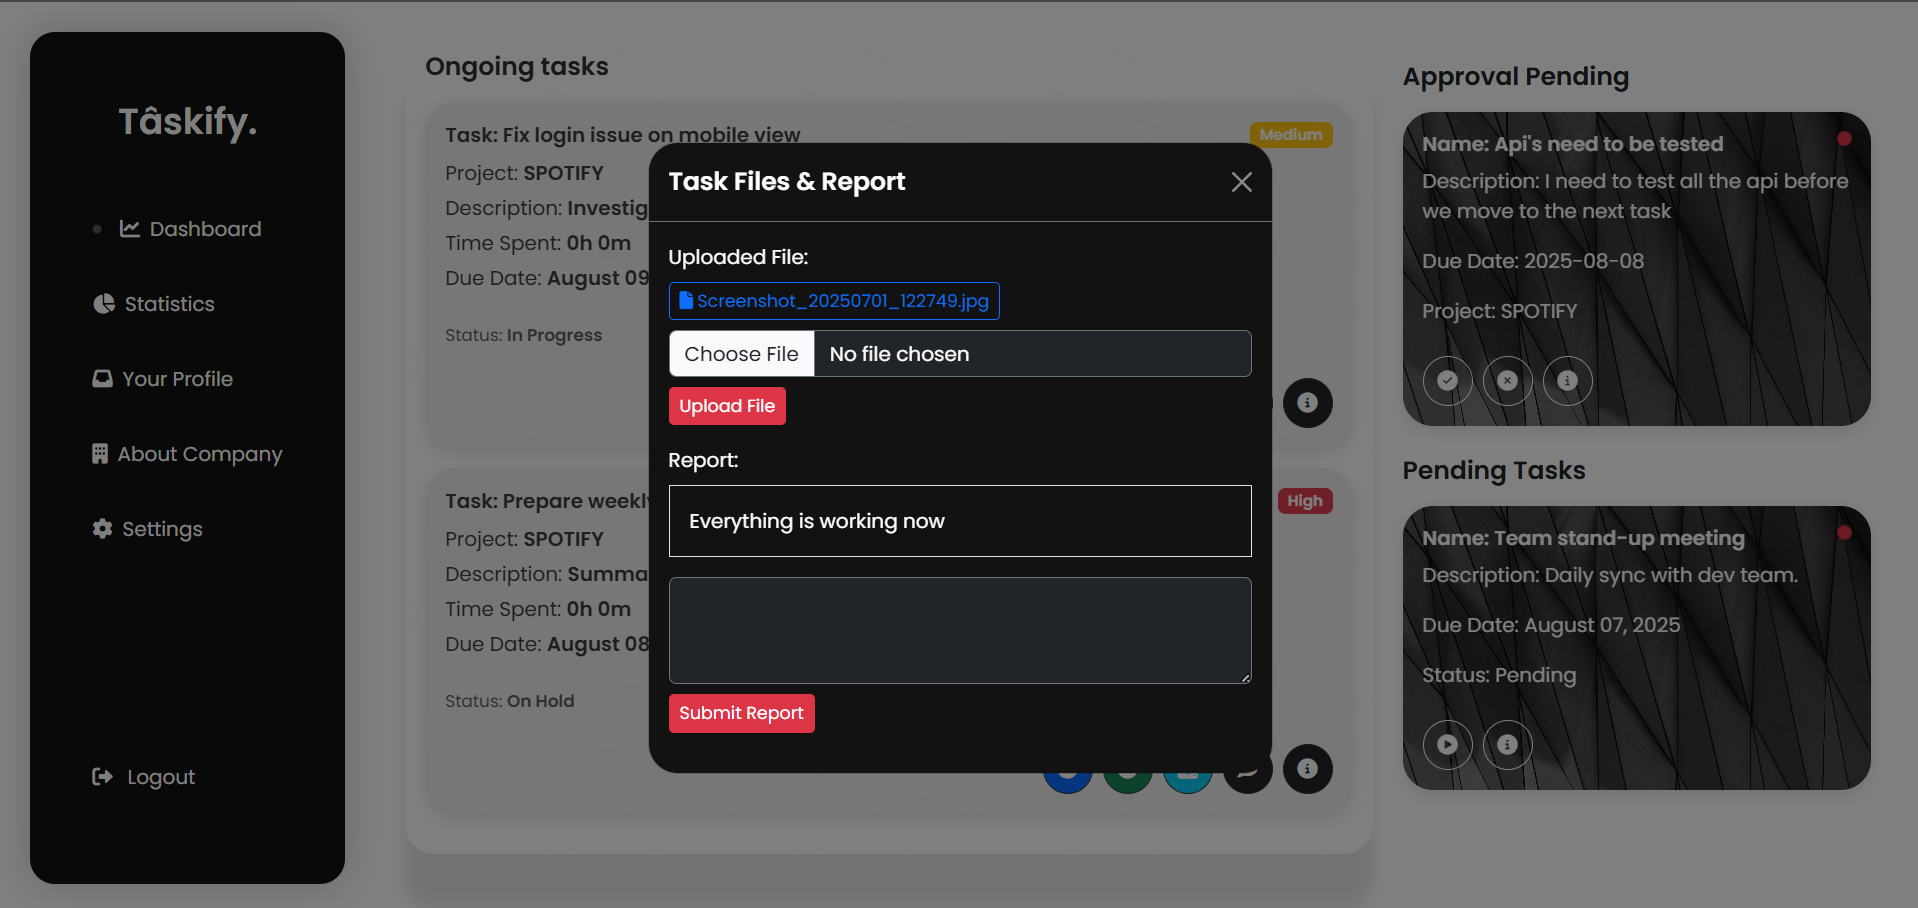 Tâskify.
Dashboard
Statistics
Your Profile
About Company
Settings
Logout
Ongoing tasks
Task: Fix login issue on mobile view
Medium
Project: SPOTIFY
Description: Investig
Time Spent: 0h 0m
Due Date: August 09
Status: In Progress
Task: Prepare weekly
High
Project: SPOTIFY
Description: Summa
Time Spent: 0h 0m
Due Date: August 08
Status: On Hold
Task Files & Report
Uploaded File:
Screenshot_20250701_122749.jpg
Choose File No file chosen
Upload File
Report:
Everything is working now
Submit Report
Approval Pending
Name: Api's need to be tested
Description: I need to test all the api before
we move to the next task
Due Date: 2025-08-08
Project: SPOTIFY
Pending Tasks
Name: Team stand-up meeting
Description: Daily sync with dev team.
Due Date: August 07, 2025
Status: Pending